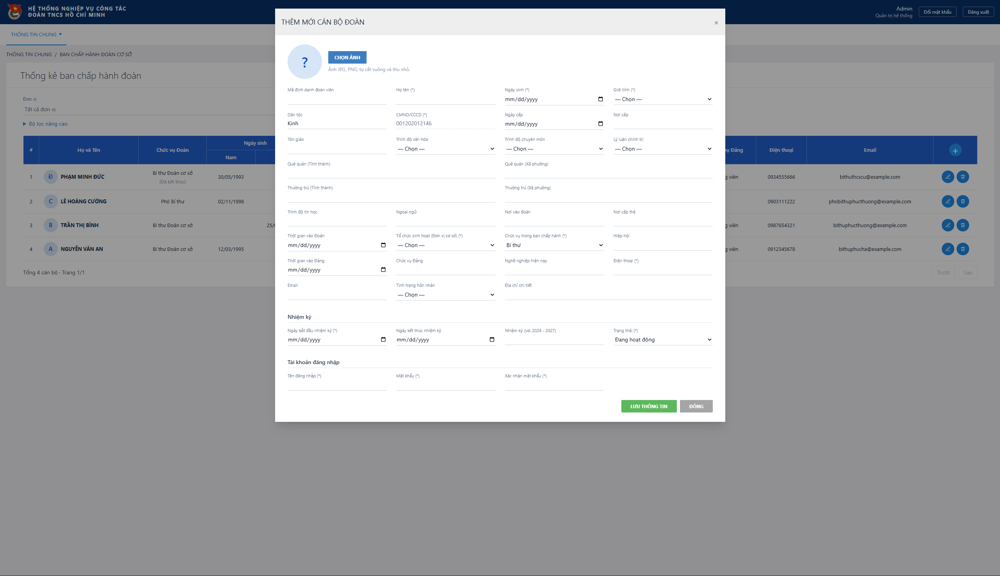 HỆ THỐNG NGHIỆP VỤ CÔNG TÁC
ĐOÀN TNCS HỒ CHÍ MINH
Admin
Quản trị hệ thống
Đổi mật khẩu
Đăng xuất
THÔNG TIN CHUNG
THÔNG TIN CHUNG / BAN CHẤP HÀNH ĐOÀN CƠ SỞ
Thống kê ban chấp hành đoàn
Đơn vị
Tất cả đơn vị
Bộ lọc nâng cao
# Họ và Tên Chức vụ Đoàn Ngày sinh Nam vụ Đảng Điện thoại Email +
1 Đ PHẠM MINH ĐỨC Bí thư Đoàn cơ sở (Đã kết thúc) 30/05/1993 g viên 0934555666 bithuthcscu@example.com
2 C LÊ HOÀNG CƯỜNG Phó Bí thư 02/11/1998 0903111222 phobithuphucthuong@example.com
3 B TRẦN THỊ BÌNH Bí thư Đoàn cơ sở 25/0 g viên 0987654321 bithuphucthuong@example.com
4 A NGUYỄN VĂN AN Bí thư Đoàn cơ sở 12/03/1995 g viên 0912345678 bithuphucha@example.com
Tổng 4 cán bộ · Trang 1/1
Trước Sau
THÊM MỚI CÁN BỘ ĐOÀN ×
?
CHỌN ẢNH
Ảnh JPG, PNG; tự cắt vuông và thu nhỏ.
Mã định danh đoàn viên Họ tên (*) Ngày sinh (*) Giới tính (*)
mm/dd/yyyy — Chọn —
Dân tộc CMND/CCCD (*) Ngày cấp Nơi cấp
Kinh 001202012146 mm/dd/yyyy
Tôn giáo Trình độ văn hóa Trình độ chuyên môn Lý luận chính trị
— Chọn — — Chọn — — Chọn —
Quê quán (Tỉnh thành) Quê quán (Xã phường)
Thường trú (Tỉnh thành) Thường trú (Xã phường)
Trình độ tin học Ngoại ngữ Nơi vào đoàn Nơi cấp thẻ
Thời gian vào Đoàn Tổ chức sinh hoạt (Đơn vị cơ sở) (*) Chức vụ trong ban chấp hành (*) Hiệp hội
mm/dd/yyyy — Chọn — Bí thư
Thời gian vào Đảng Chức vụ Đảng Nghề nghiệp hiện nay Điện thoại (*)
mm/dd/yyyy
Email Tình trạng hôn nhân Địa chỉ chi tiết
— Chọn —
Nhiệm kỳ
Ngày bắt đầu nhiệm kỳ (*) Ngày kết thúc nhiệm kỳ Nhiệm kỳ (vd. 2024 - 2027) Trạng thái (*)
mm/dd/yyyy mm/dd/yyyy Đang hoạt động
Tài khoản đăng nhập
Tên đăng nhập (*) Mật khẩu (*) Xác nhận mật khẩu (*)
LƯU THÔNG TIN ĐÓNG